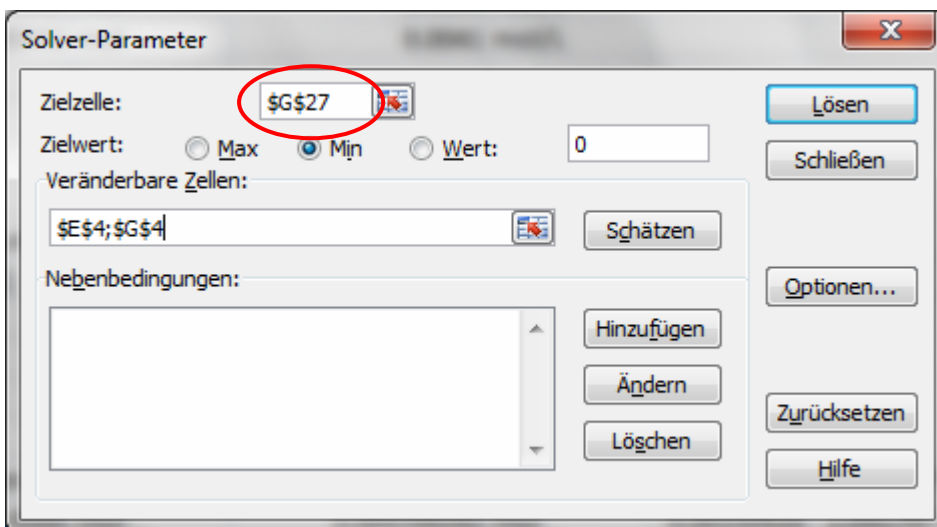 Solver-Parameter
Zielzelle: $G$27
Lösen
Zielwert: Max Min Wert: 0
Schließen
Veränderbare Zellen:
$E$4;$G$4
Schätzen
Nebenbedingungen:
Optionen...
Hinzufügen
Ändern
Zurücksetzen
Löschen
Hilfe